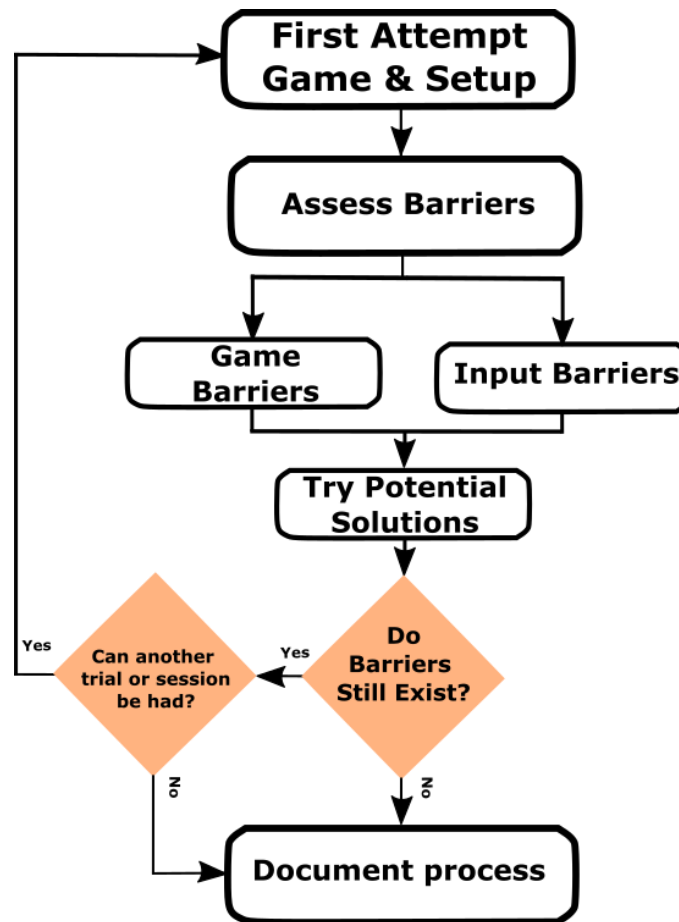 First Attempt
Game & Setup
Assess Barriers
Game
Barriers
Input Barriers
Try Potential
Solutions
Do
Barriers
Still Exist?
Yes
Can another
trial or session
be had?
Yes
No
No
Document process